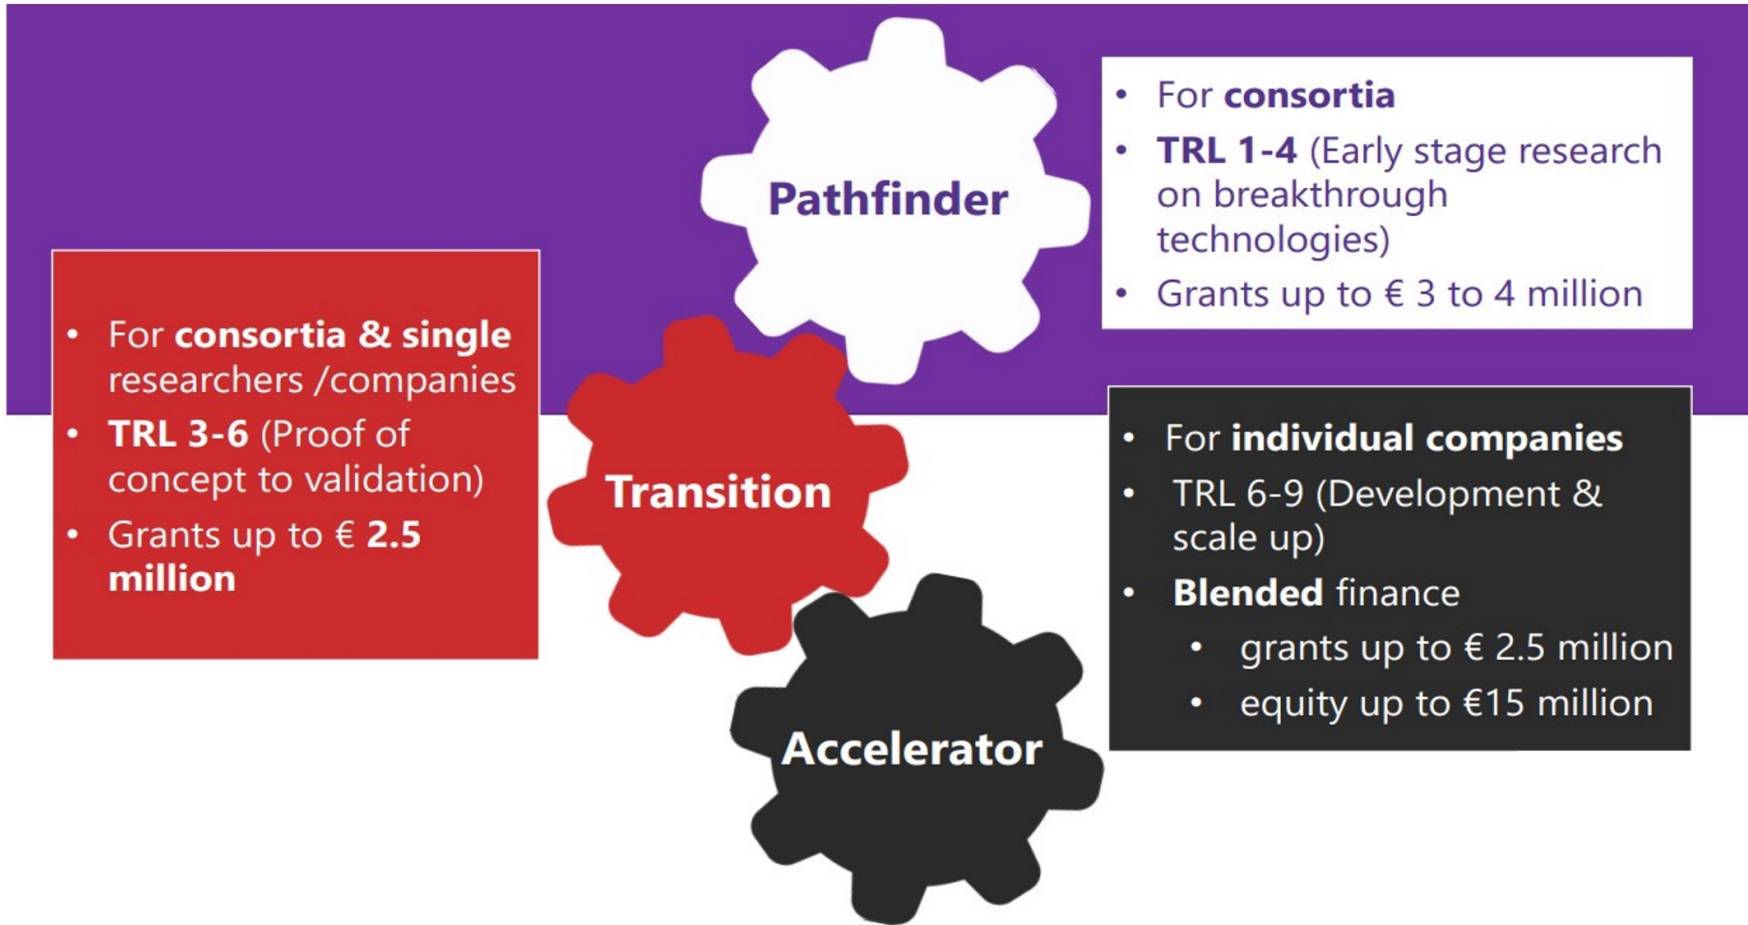 Pathfinder
• For consortia
• TRL 1-4 (Early stage research
on breakthrough
technologies)
• Grants up to € 3 to 4 million
• For consortia & single
researchers /companies
• TRL 3-6 (Proof of
concept to validation)
• Grants up to € 2.5
million
Transition
• For individual companies
• TRL 6-9 (Development &
scale up)
• Blended finance
• grants up to € 2.5 million
• equity up to €15 million
Accelerator